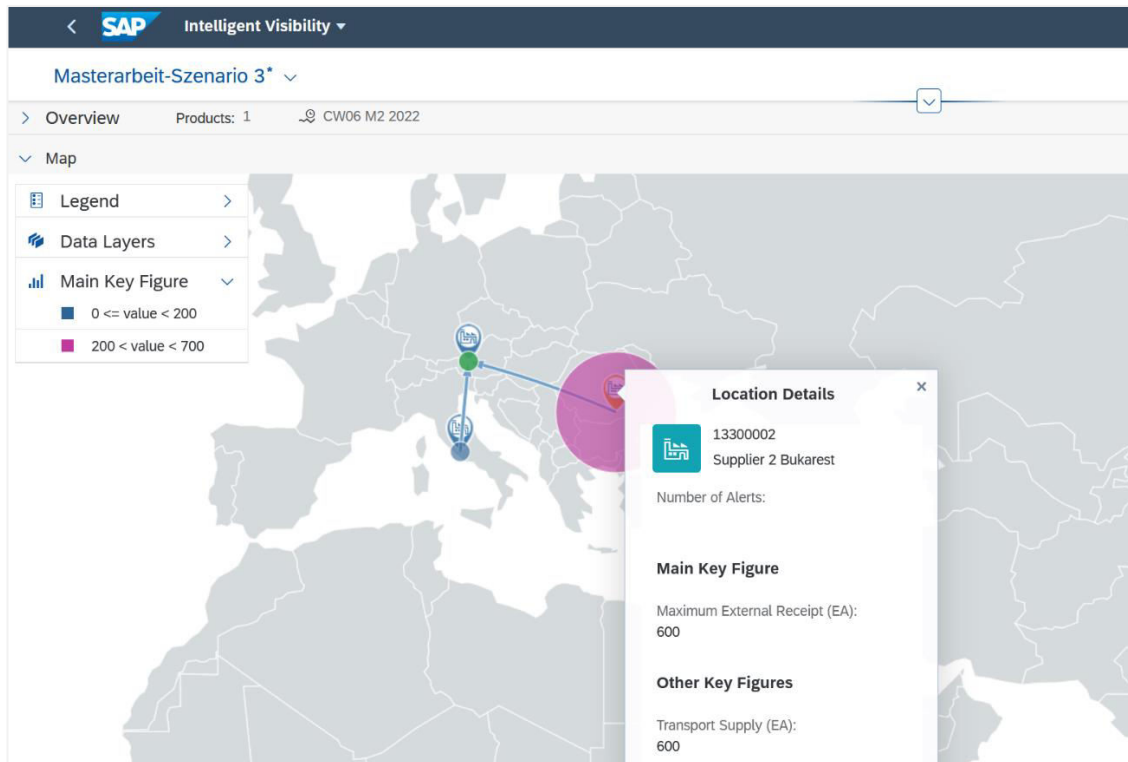 SAP Intelligent Visibility
Masterarbeit-Szenario 3*
Overview Products: 1 CW06 M2 2022
Map
Legend
Data Layers
Main Key Figure
0 <= value < 200
200 < value < 700
Location Details
13300002
Supplier 2 Bukarest
Number of Alerts:
Main Key Figure
Maximum External Receipt (EA):
600
Other Key Figures
Transport Supply (EA):
600